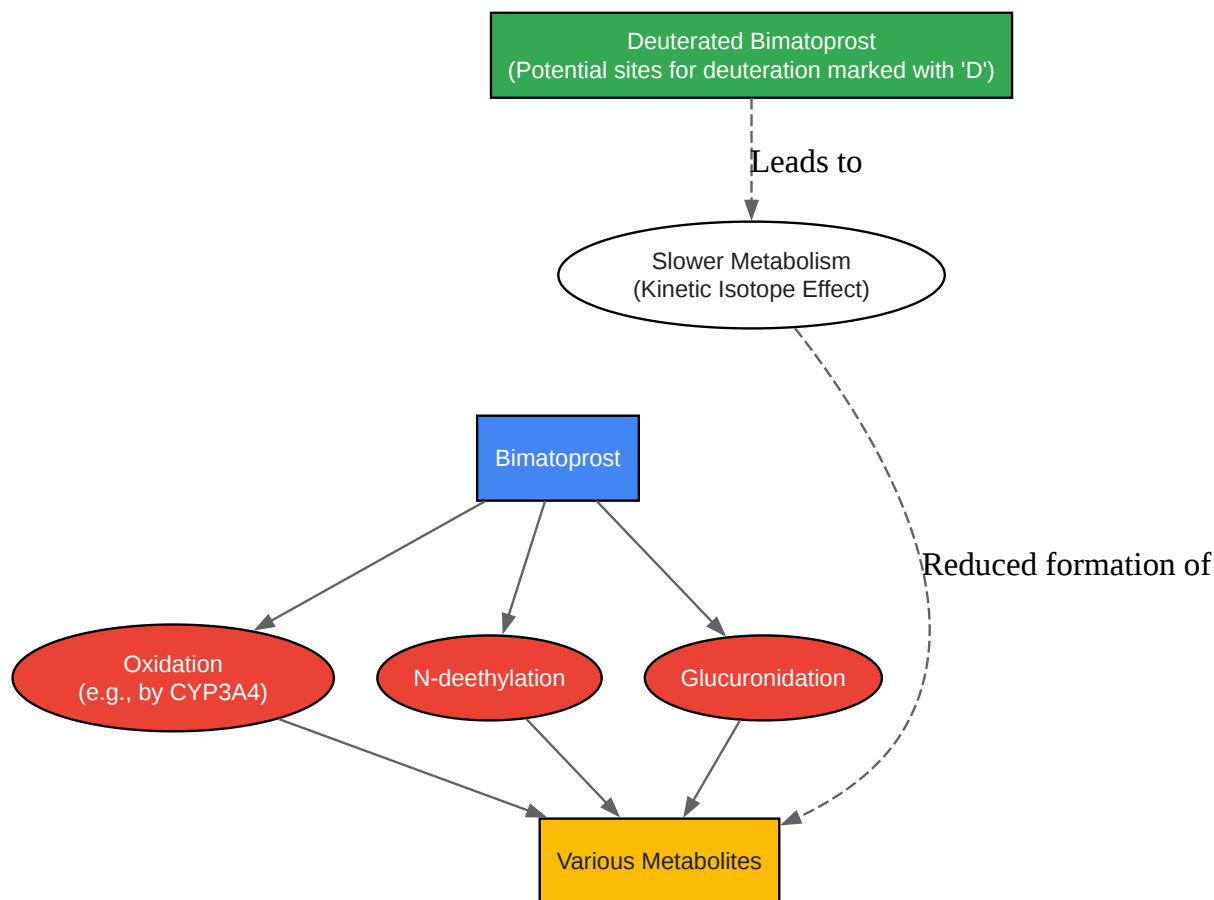 Deuterated Bimatoprost
(Potential sites for deuteration marked with 'D')
Leads to
Slower Metabolism
(Kinetic Isotope Effect)
Bimatoprost
Reduced formation of
Oxidation
(e.g., by CYP3A4)
N-deethylation
Glucuronidation
Various Metabolites